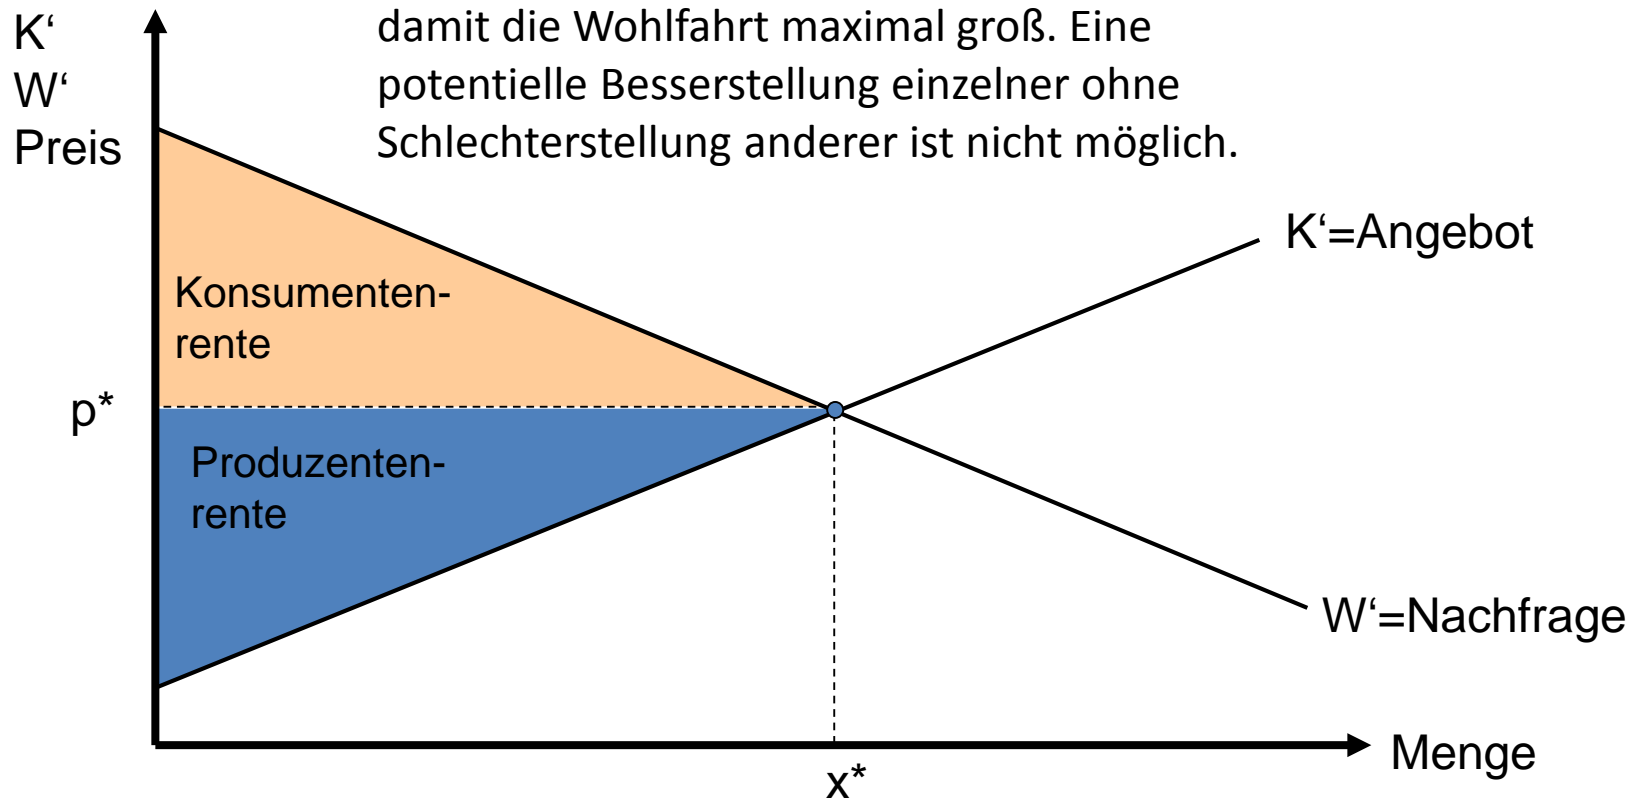 K‘
W‘
Preis
damit die Wohlfahrt maximal groß. Eine
potentielle Besserstellung einzelner ohne
Schlechterstellung anderer ist nicht möglich.
K‘=Angebot
Konsumenten-
rente
p*
Produzenten-
rente
W‘=Nachfrage
Menge
x*